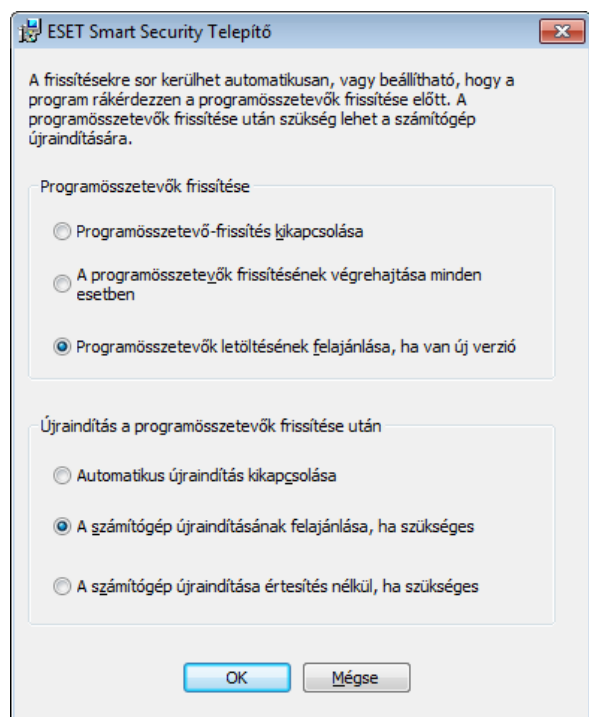 ESET Smart Security Telepítő
A frissítésekre sor kerülhet automatikusan, vagy beállítható, hogy a
program rákérdezzen a programösszetevők frissítése előtt. A
programösszetevők frissítése után szükség lehet a számítógép
újraindítására.
Programösszetevők frissítése
Programösszetevő-frissítés kikapcsolása
A programösszetevők frissítésének végrehajtása minden
esetben
Programösszetevők letöltésének felajánlása, ha van új verzió
Újraindítás a programösszetevők frissítése után
Automatikus újraindítás kikapcsolása
A számítógép újraindításának felajánlása, ha szükséges
A számítógép újraindítása értesítés nélkül, ha szükséges
OK
Mégse